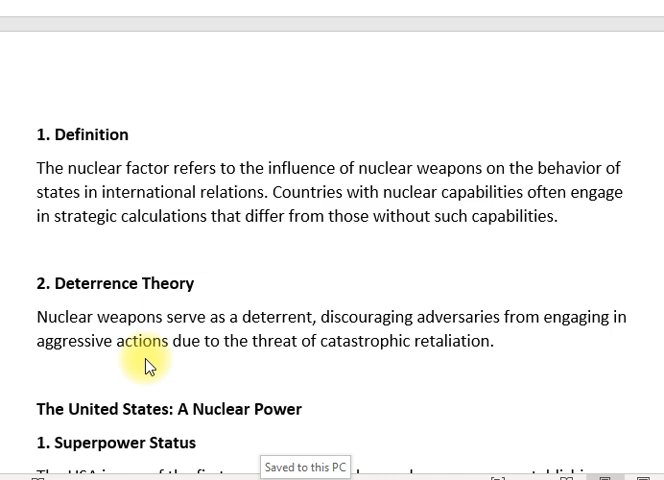 1. Definition
The nuclear factor refers to the influence of nuclear weapons on the behavior of
states in international relations. Countries with nuclear capabilities often engage
in strategic calculations that differ from those without such capabilities.
2. Deterrence Theory
Nuclear weapons serve as a deterrent, discouraging adversaries from engaging in
aggressive actions due to the threat of catastrophic retaliation.
The United States: A Nuclear Power
1. Superpower Status
Saved to this PC